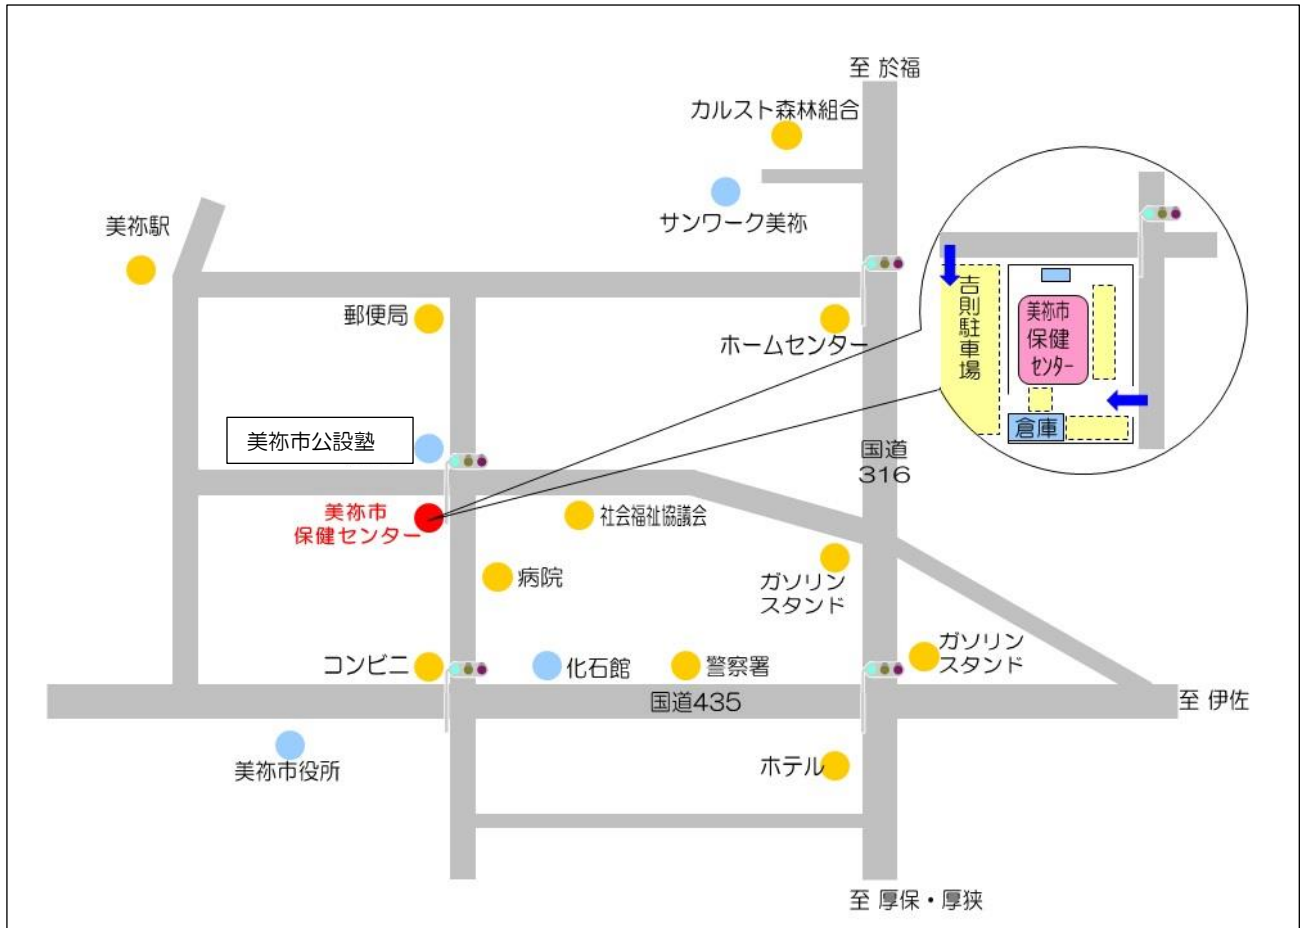 至 於福
カルスト森林組合
サンワーク美祢
美祢駅
郵便局
ホームセンター
吉則駐車場
美祢市
保健
センター
倉庫
美祢市公設塾
国道
316
美祢市
保健センター
社会福祉協議会
病院
ガソリン
スタンド
コンビニ
化石館
警察署
ガソリン
スタンド
国道435
至 伊佐
美祢市役所
ホテル
至 厚保・厚狭